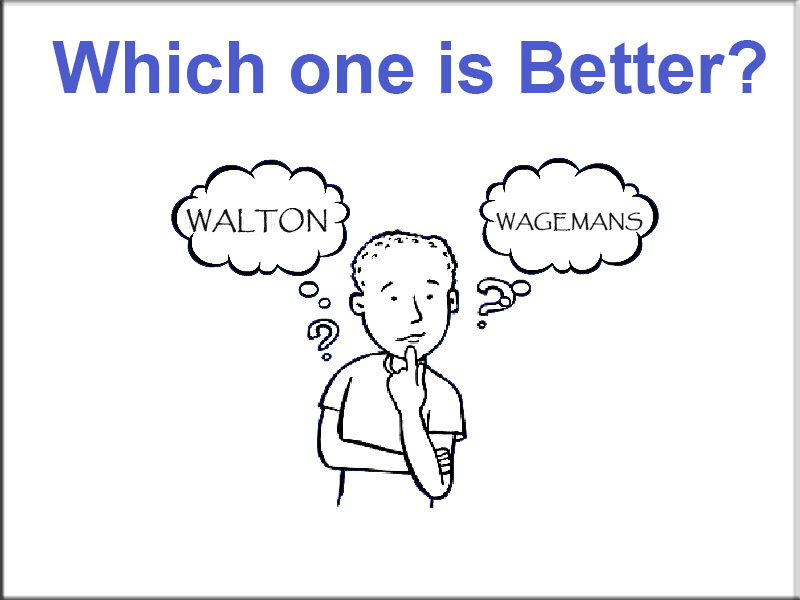 Which one is Better?
WALTON
WAGEMANS
?
?